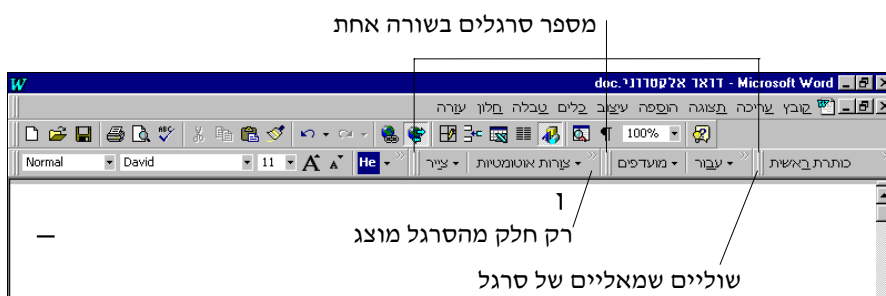 מספר סרגלים בשורה אחת
דואר אלקטרוני.doc - Microsoft Word
קובץ עריכה תצוגה הוספה עיצוב כלים טבלה חלון עזרה
100%
Normal David 11 He צייר צורות אוטומטיות מועדפים עבור כותרת ראשית
רק חלק מהסרגל מוצג
שוליים שמאליים של סרגל